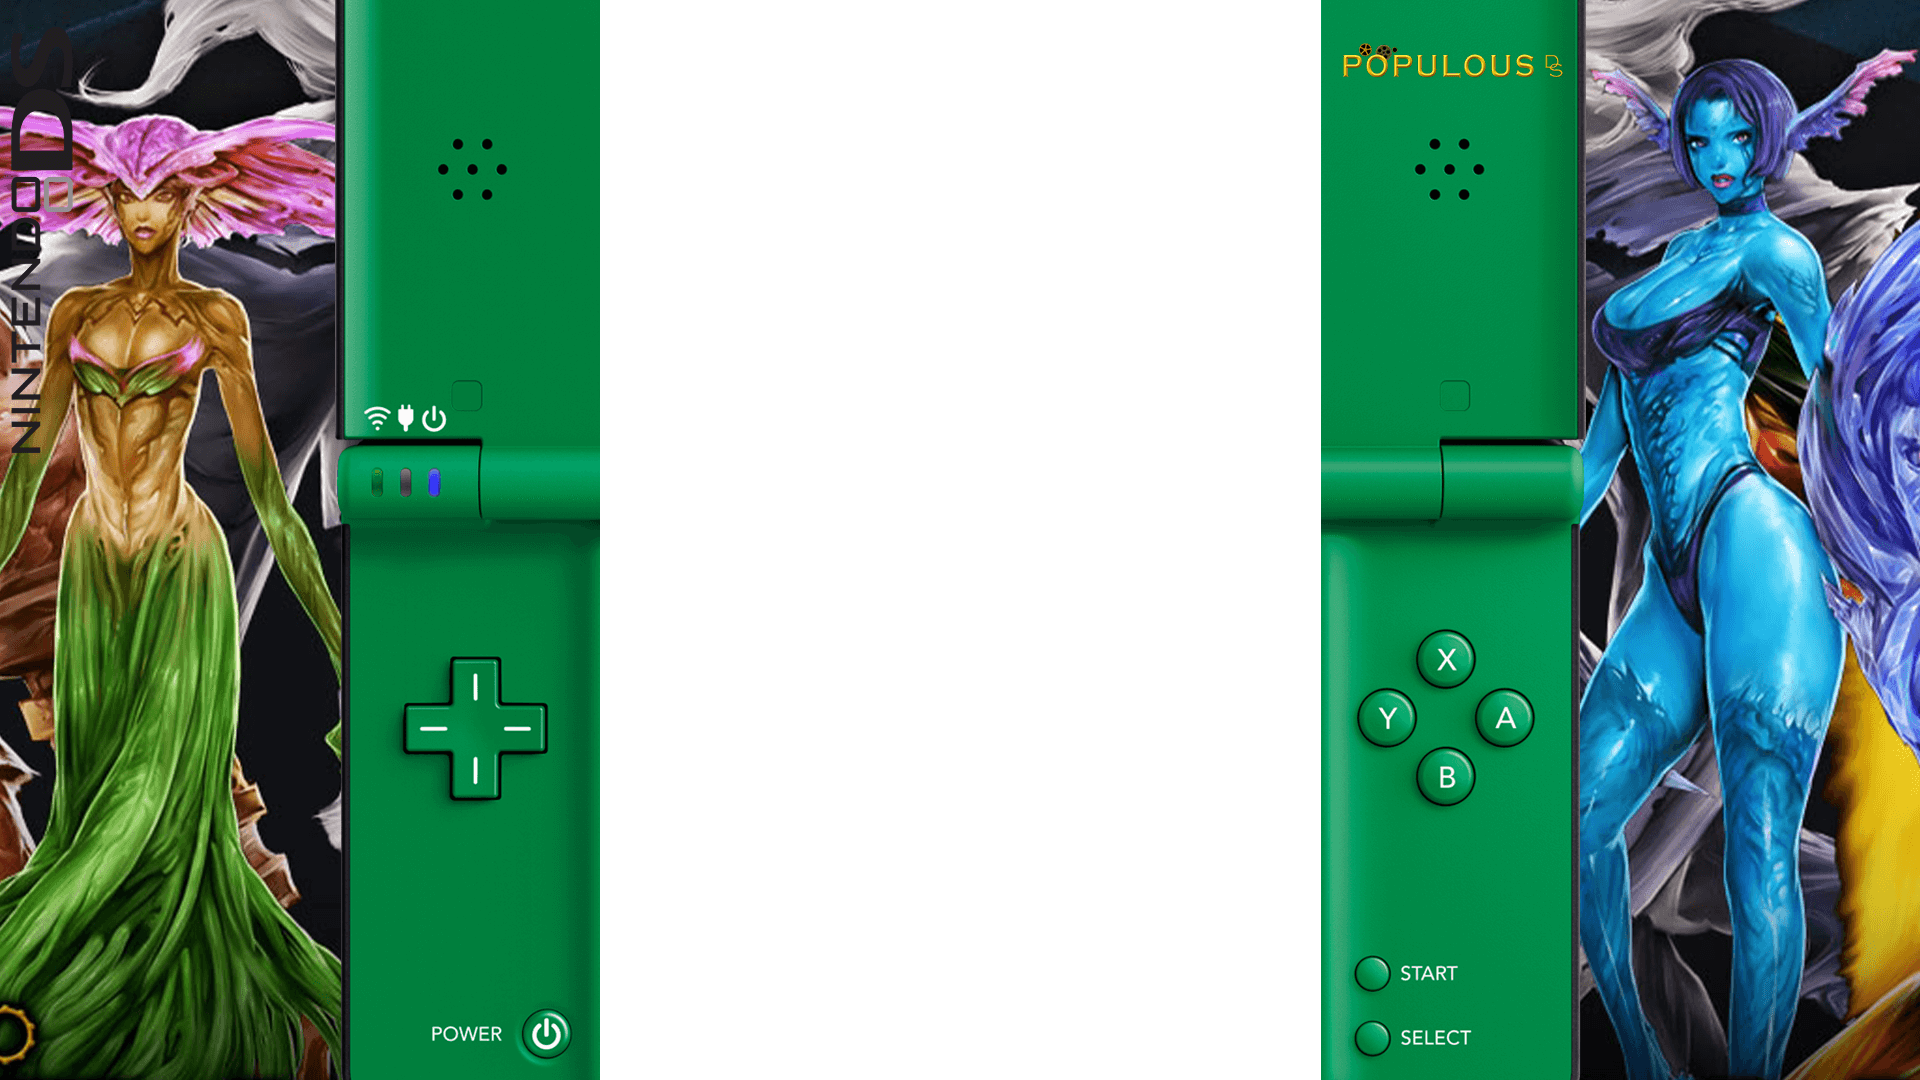 NINTENDO DS
POPULOUS DS
X
Y
A
B
START
SELECT
POWER